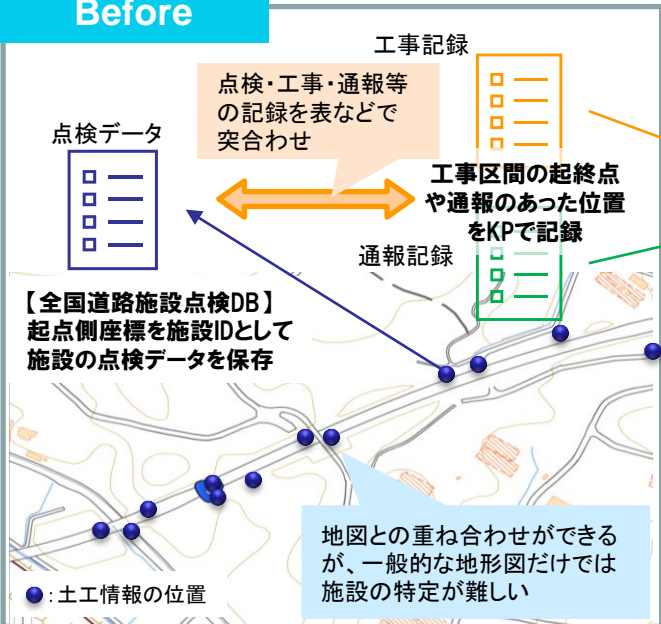 Before
工事記録
点検・工事・通報等
の記録を表などで
突合わせ
点検データ
工事区間の起終点
や通報のあった位置
をKPで記録
通報記録
【全国道路施設点検DB】
起点側座標を施設IDとして
施設の点検データを保存
地図との重ね合わせができる
が、一般的な地形図だけでは
施設の特定が難しい
:土工情報の位置